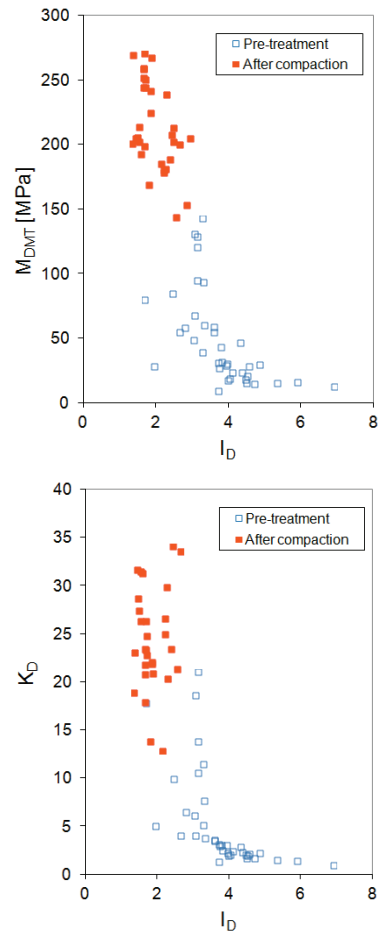 300
250
200
150
100
50
0
M_DMT [MPa]
Pre-treatment
After compaction
0 2 4 6 8
I_D
40
35
30
25
20
15
10
5
0
K_D
Pre-treatment
After compaction
0 2 4 6 8
I_D